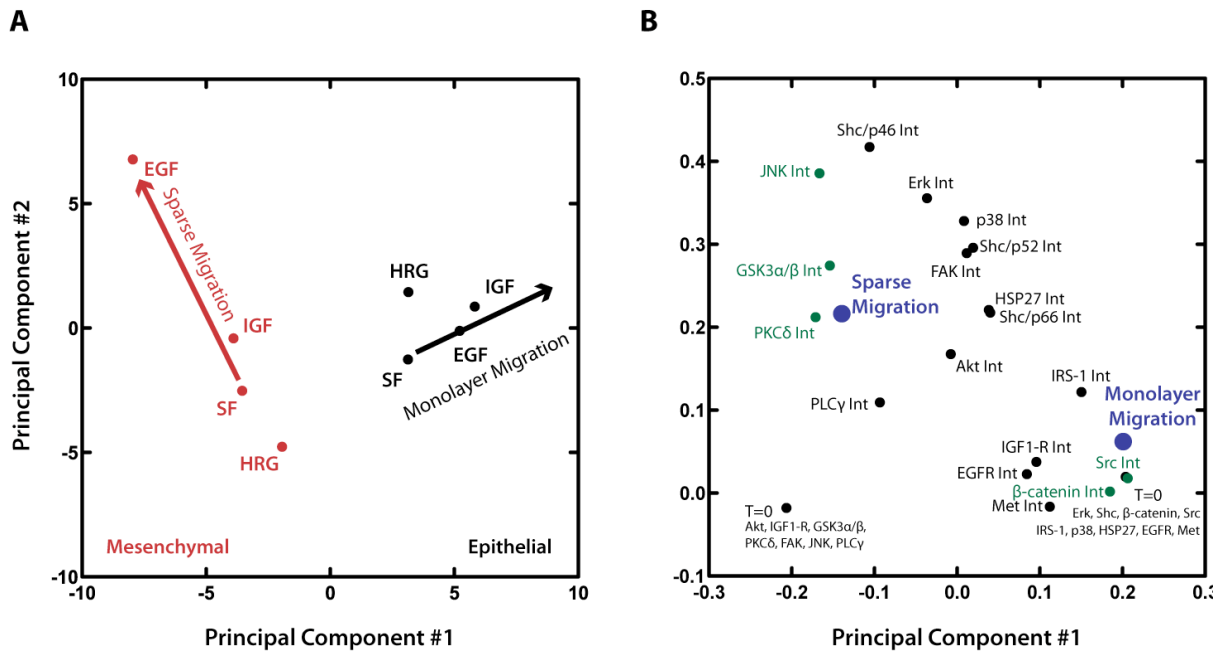 A
10
5
0
-5
-10
-10
-5
0
5
10
Principal Component #2
Principal Component #1
EGF
Sparse Migration
IGF
SF
HRG
Mesenchymal
HRG
IGF
EGF
SF
Monolayer Migration
Epithelial
B
0.5
0.4
0.3
0.2
0.1
0.0
-0.1
-0.3
-0.2
-0.1
0.0
0.1
0.2
0.3
Principal Component #1
Shc/p46 Int
JNK Int
Erk Int
p38 Int
Shc/p52 Int
FAK Int
GSK3α/β Int
Sparse
Migration
HSP27 Int
Shc/p66 Int
PKCδ Int
Akt Int
IRS-1 Int
PLCγ Int
Monolayer
Migration
IGF1-R Int
Src Int
EGFR Int
β-catenin Int
Met Int
T=0
Akt, IGF1-R, GSK3α/β,
PKCδ, FAK, JNK, PLCγ
T=0
Erk, Shc, β-catenin, Src
IRS-1, p38, HSP27, EGFR, Met